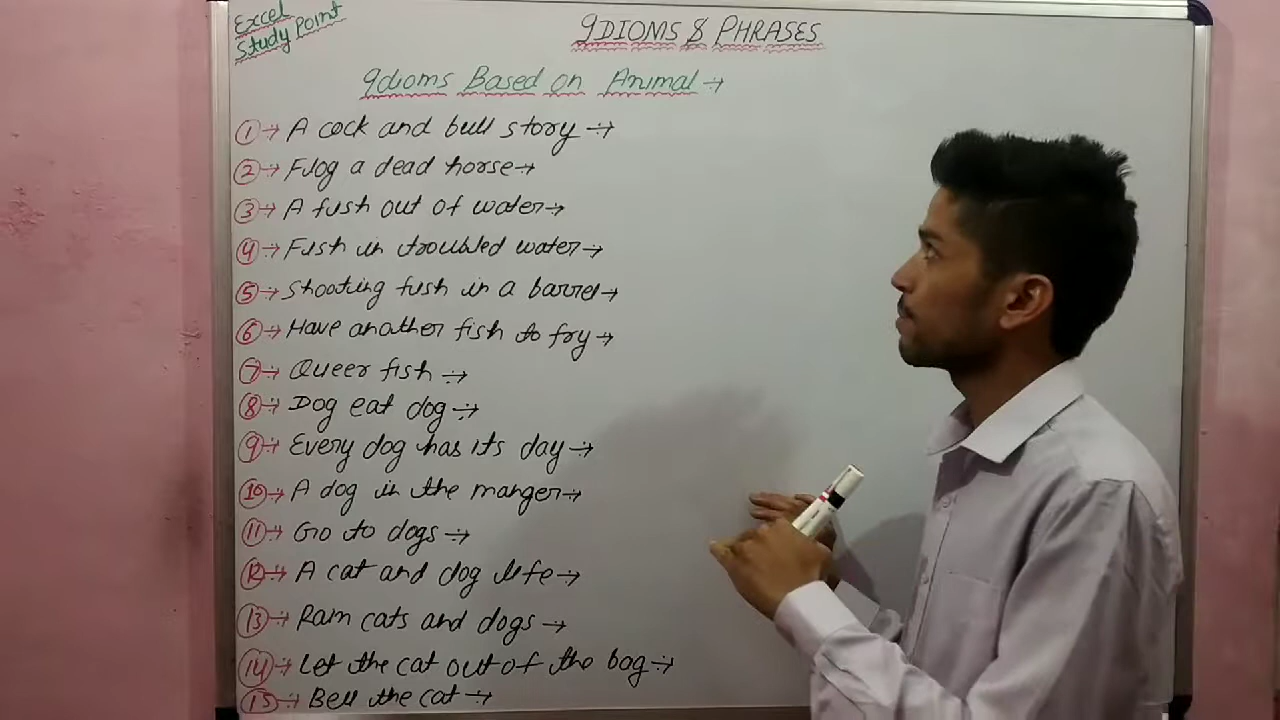 Excel
Study Point
IDIOMS & PHRASES
Idioms Based on Animal →
① → A cock and bull story →
② → Flog a dead horse →
③ → A fish out of water →
④ → Fish in troubled water →
⑤ → Shooting fish in a barrel →
⑥ → Have another fish to fry →
⑦ → Queer fish →
⑧ → Dog eat dog →
⑨ → Every dog has its day →
⑩ → A dog in the manger →
⑪ → Go to dogs →
⑫ → A cat and dog life →
⑬ → Rain cats and dogs →
⑭ → Let the cat out of the bag →
⑮ → Bell the cat →